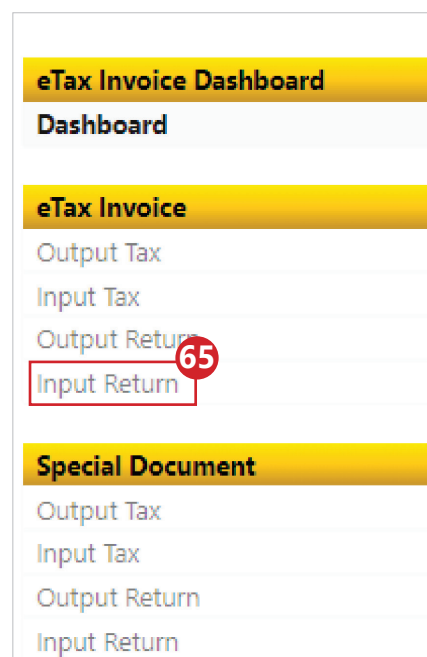 eTax Invoice Dashboard
Dashboard
eTax Invoice
Output Tax
Input Tax
Output Return
65
Input Return
Special Document
Output Tax
Input Tax
Output Return
Input Return